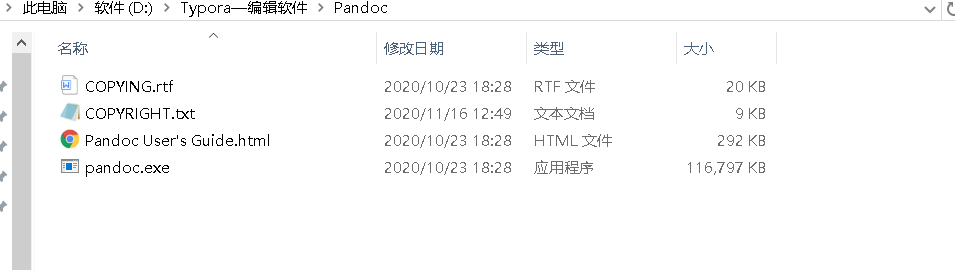 此电脑 > 软件 (D:) > Typora—编辑软件 > Pandoc
名称 修改日期 类型 大小
COPYING.rtf 2020/10/23 18:28 RTF 文件 20 KB
COPYRIGHT.txt 2020/11/16 12:49 文本文档 9 KB
Pandoc User's Guide.html 2020/10/23 18:28 HTML 文件 292 KB
pandoc.exe 2020/10/23 18:28 应用程序 116,797 KB